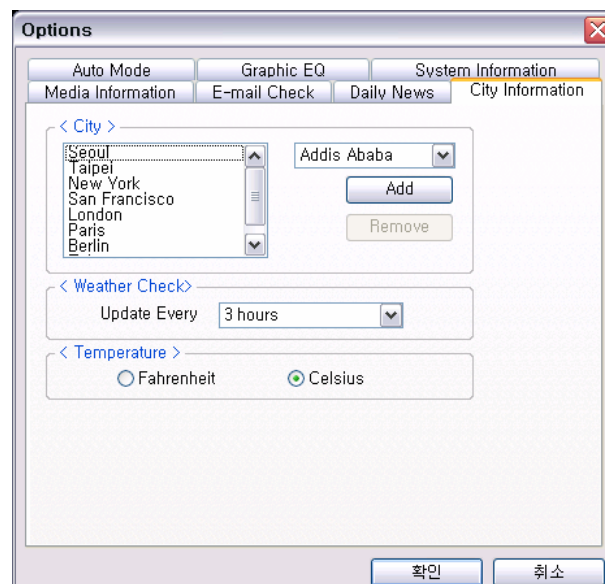 Options
Auto Mode Graphic EQ System Information
Media Information E-mail Check Daily News City Information
< City >
Seoul
Taipei
New York
San Francisco
London
Paris
Berlin
Addis Ababa
Add
Remove
< Weather Check>
Update Every 3 hours
< Temperature >
Fahrenheit Celsius
확인 취소